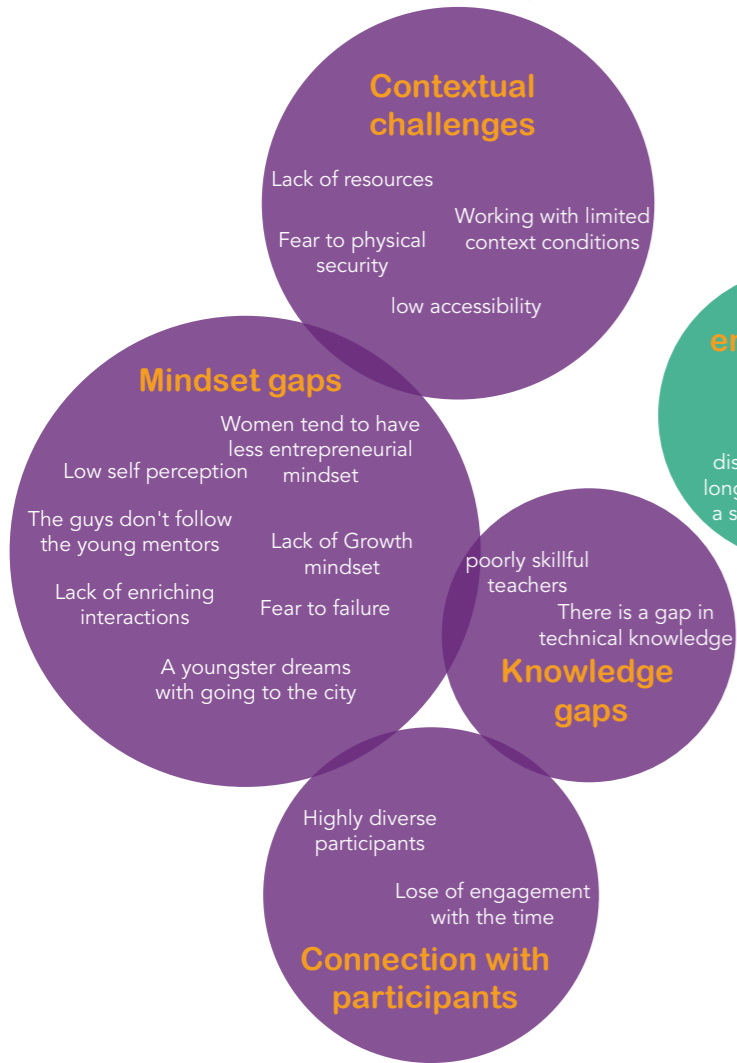 Contextual
challenges
Lack of resources
Working with limited
context conditions
Fear to physical
security
low accessibility
Mindset gaps
Women tend to have
less entrepreneurial
mindset
Low self perception
The guys don't follow
the young mentors
Lack of Growth
mindset
Lack of enriching
interactions
Fear to failure
A youngster dreams
with going to the city
poorly skillful
teachers
There is a gap in
technical knowledge
Knowledge
gaps
Highly diverse
participants
Lose of engagement
with the time
Connection with
participants
a